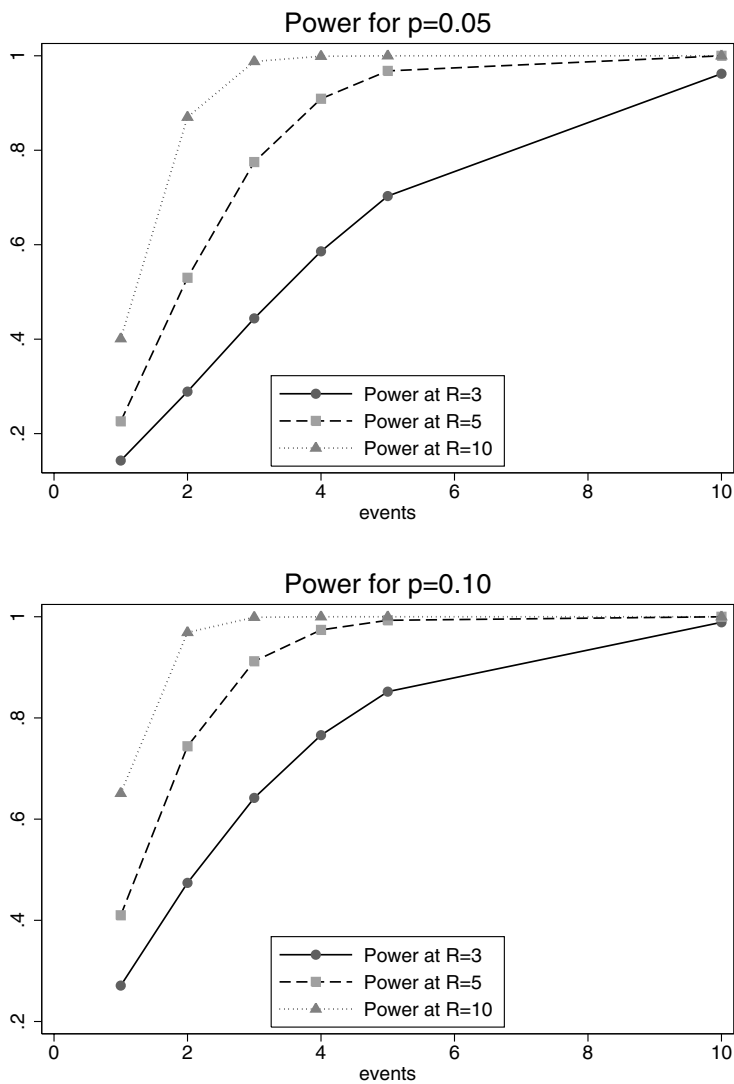 Power for p=0.05
1
.8
.6
.4
.2
Power at R=3
Power at R=5
Power at R=10
0 2 4 6 8 10
events
Power for p=0.10
1
.8
.6
.4
.2
Power at R=3
Power at R=5
Power at R=10
0 2 4 6 8 10
events